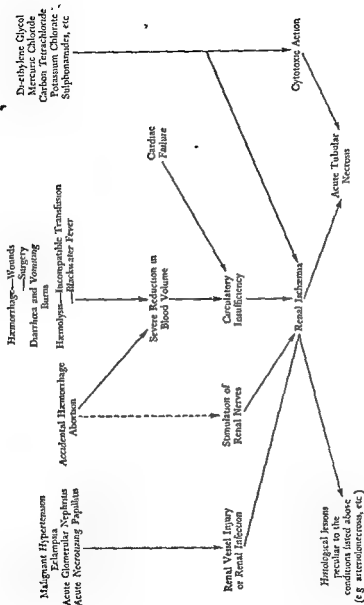 Di-ethylene Glycol
Mercuric Chloride
Carbon Tetrachloride
Potassium Chlorate
Sulphonamides, etc
Cytotoxic Action
Acute Tubular
Necrosis
Cardiac
Failure
Hæmorrhage—Wounds
—Surgery
Diarrhœa and Vomiting
Burns
Hæmolysis—Incompatible Transfusion
—Blackwater Fever
Severe Reduction in
Blood Volume
Circulatory
Insufficiency
Renal Ischæmia
Accidental Hæmorrhage
Abortion
Stimulation of
Renal Nerves
Malignant Hypertension
Eclampsia
Acute Glomerular Nephritis
Acute Necrotising Papillitis
Renal Vessel Injury
or Renal Infection
Histological lesions
peculiar to the
conditions listed above
(e g arteriolonecrosis, etc )